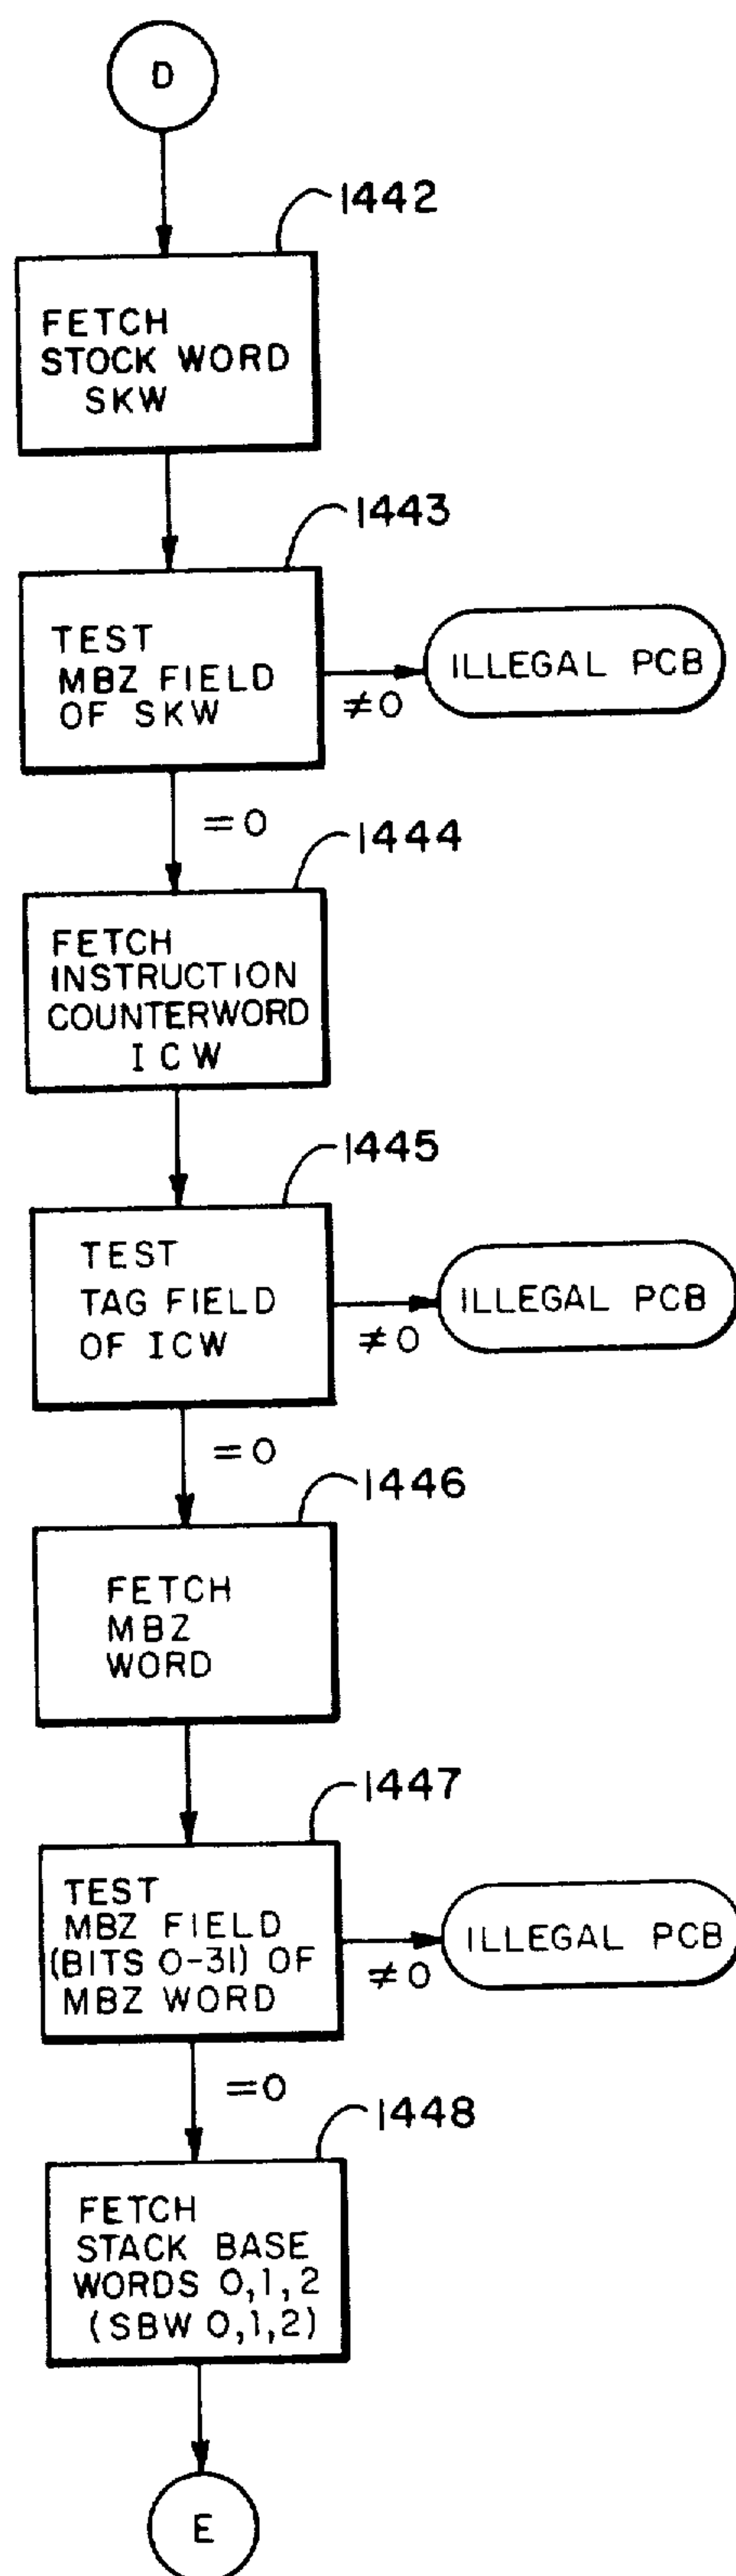 D
1442
FETCH
STOCK WORD
SKW
1443
TEST
MBZ FIELD
OF SKW
≠0
ILLEGAL PCB
=0
1444
FETCH
INSTRUCTION
COUNTERWORD
ICW
1445
TEST
TAG FIELD
OF ICW
≠0
ILLEGAL PCB
=0
1446
FETCH
MBZ
WORD
1447
TEST
MBZ FIELD
(BITS 0-31) OF
MBZ WORD
≠0
ILLEGAL PCB
=0
1448
FETCH
STACK BASE
WORDS 0,1,2
(SBW 0,1,2)
E